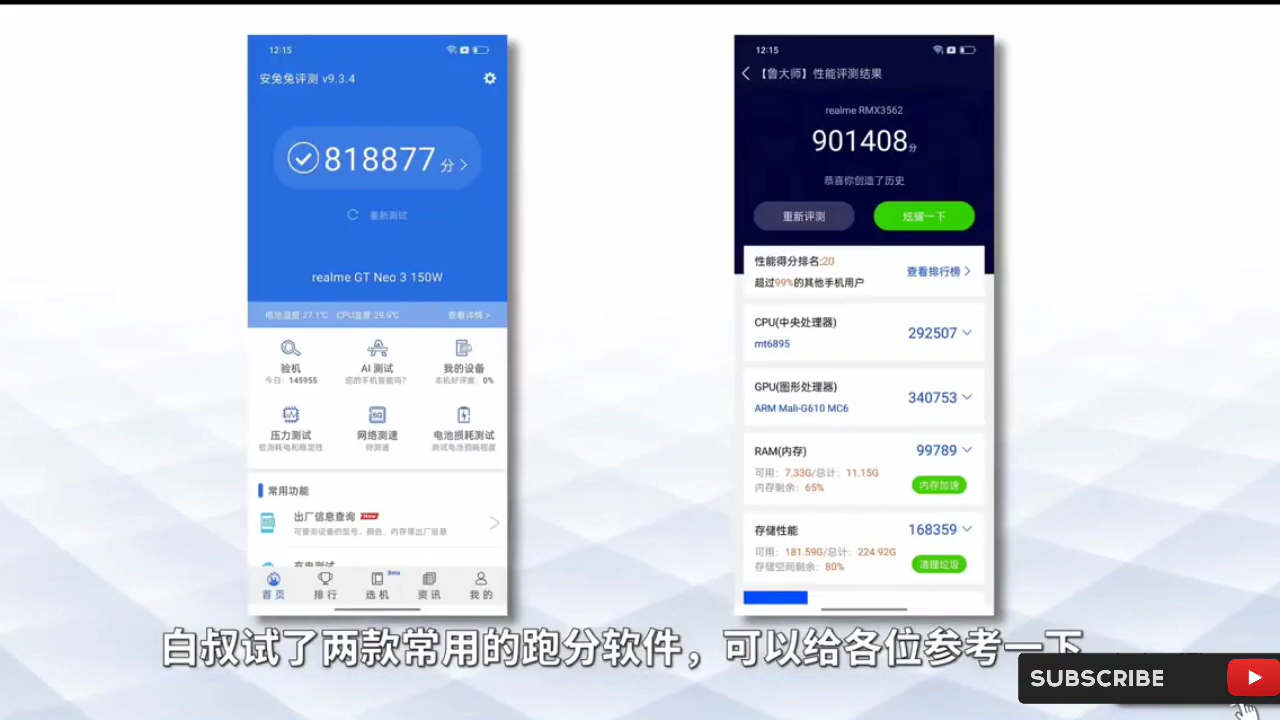 12:15
安兔兔评测 v9.3.4
818877分 >
重新测试
realme GT Neo 3 150W
电池温度:27.1℃ CPU温度:29.9℃ 查看详情 >
验机 AI 测试 我的设备
今日: 145955 您的手机智能吗? 本机好评度: 0%
压力测试 网络测速 电池损耗测试
检测耗电和稳定性 待测速 测试电池损耗程度
常用功能
出厂信息查询 New
可查询设备的型号、颜色、内存等出厂信息
充电测试
Beta
首页 排行 选机 资讯 我的
12:15
【鲁大师】性能评测结果
realme RMX3562
901408分
恭喜你创造了历史
重新评测 炫耀一下
性能得分排名:20 查看排行榜
超过99%的其他手机用户
CPU(中央处理器) 292507
mt6895
GPU(图形处理器) 340753
ARM Mali-G610 MC6
RAM(内存) 99789
可用: 7.33G/总计: 11.15G
内存剩余: 65% 内存加速
存储性能 168359
可用: 181.59G/总计: 224.92G
存储空间剩余: 80% 清理垃圾
白叔试了两款常用的跑分软件，可以给各位参考一下
SUBSCRIBE